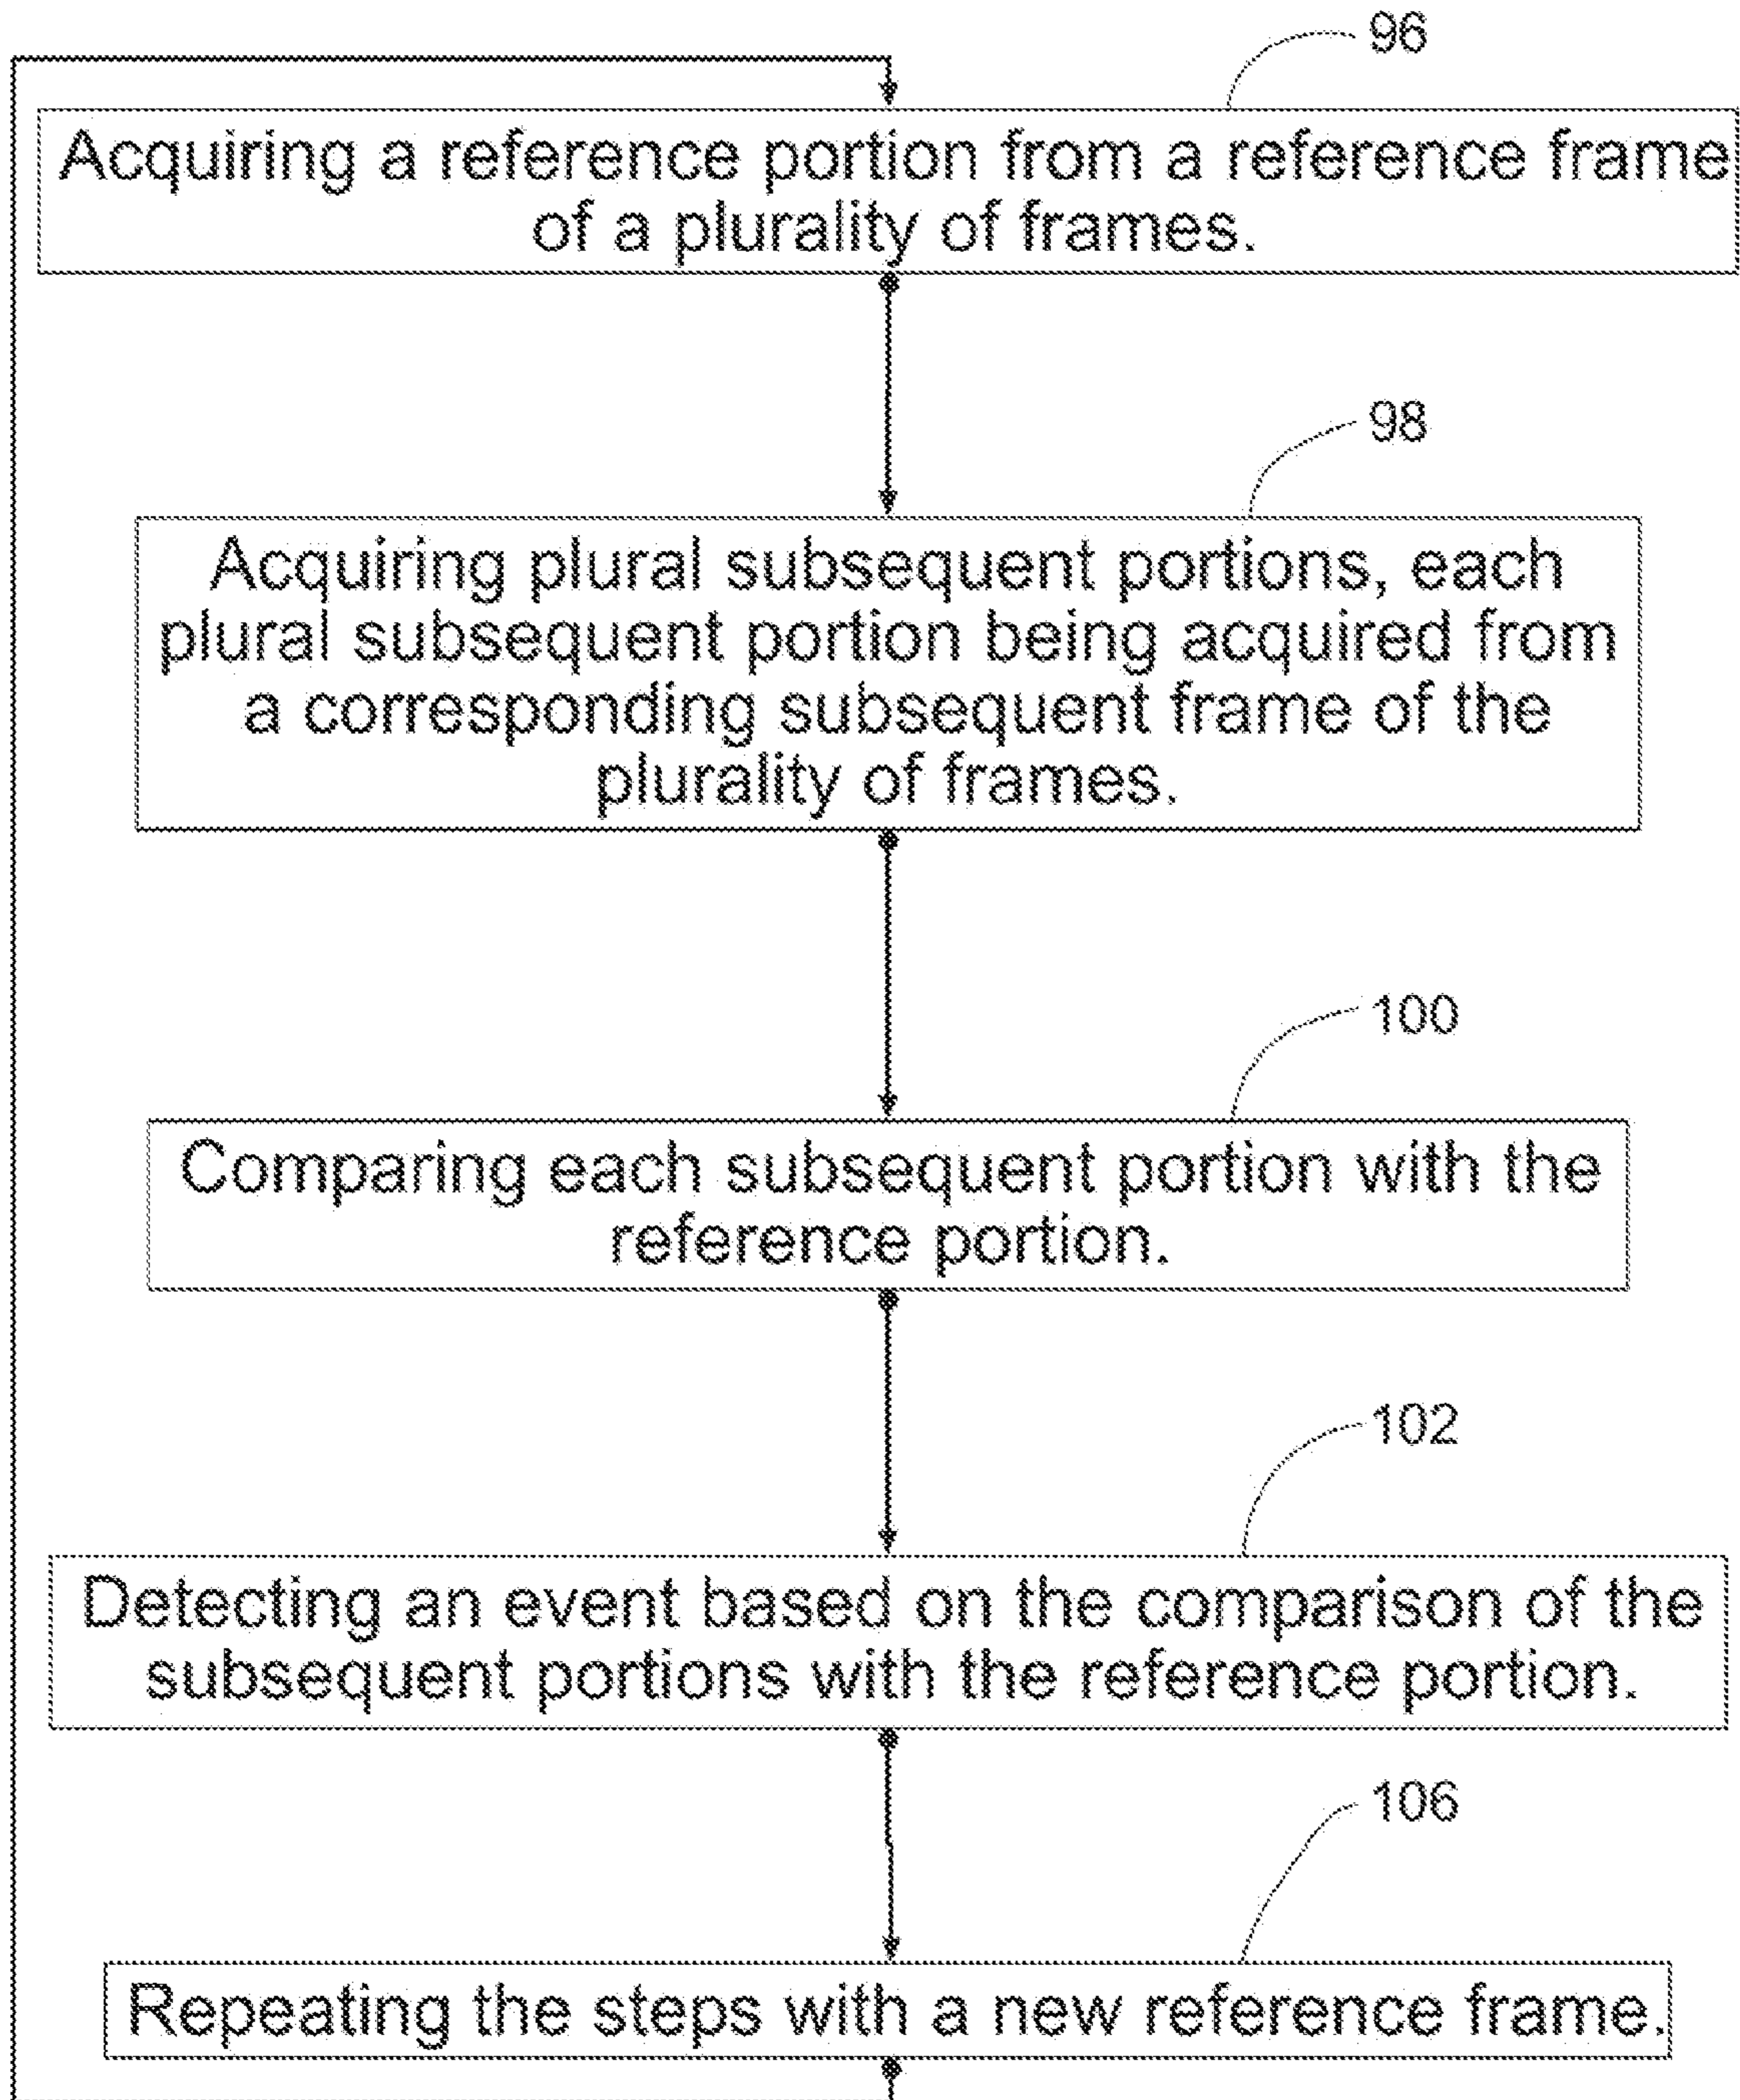 96
Acquiring a reference portion from a reference frame
of a plurality of frames.
98
Acquiring plural subsequent portions, each
plural subsequent portion being acquired from
a corresponding subsequent frame of the
plurality of frames.
100
Comparing each subsequent portion with the
reference portion.
102
Detecting an event based on the comparison of the
subsequent portions with the reference portion.
106
Repeating the steps with a new reference frame.